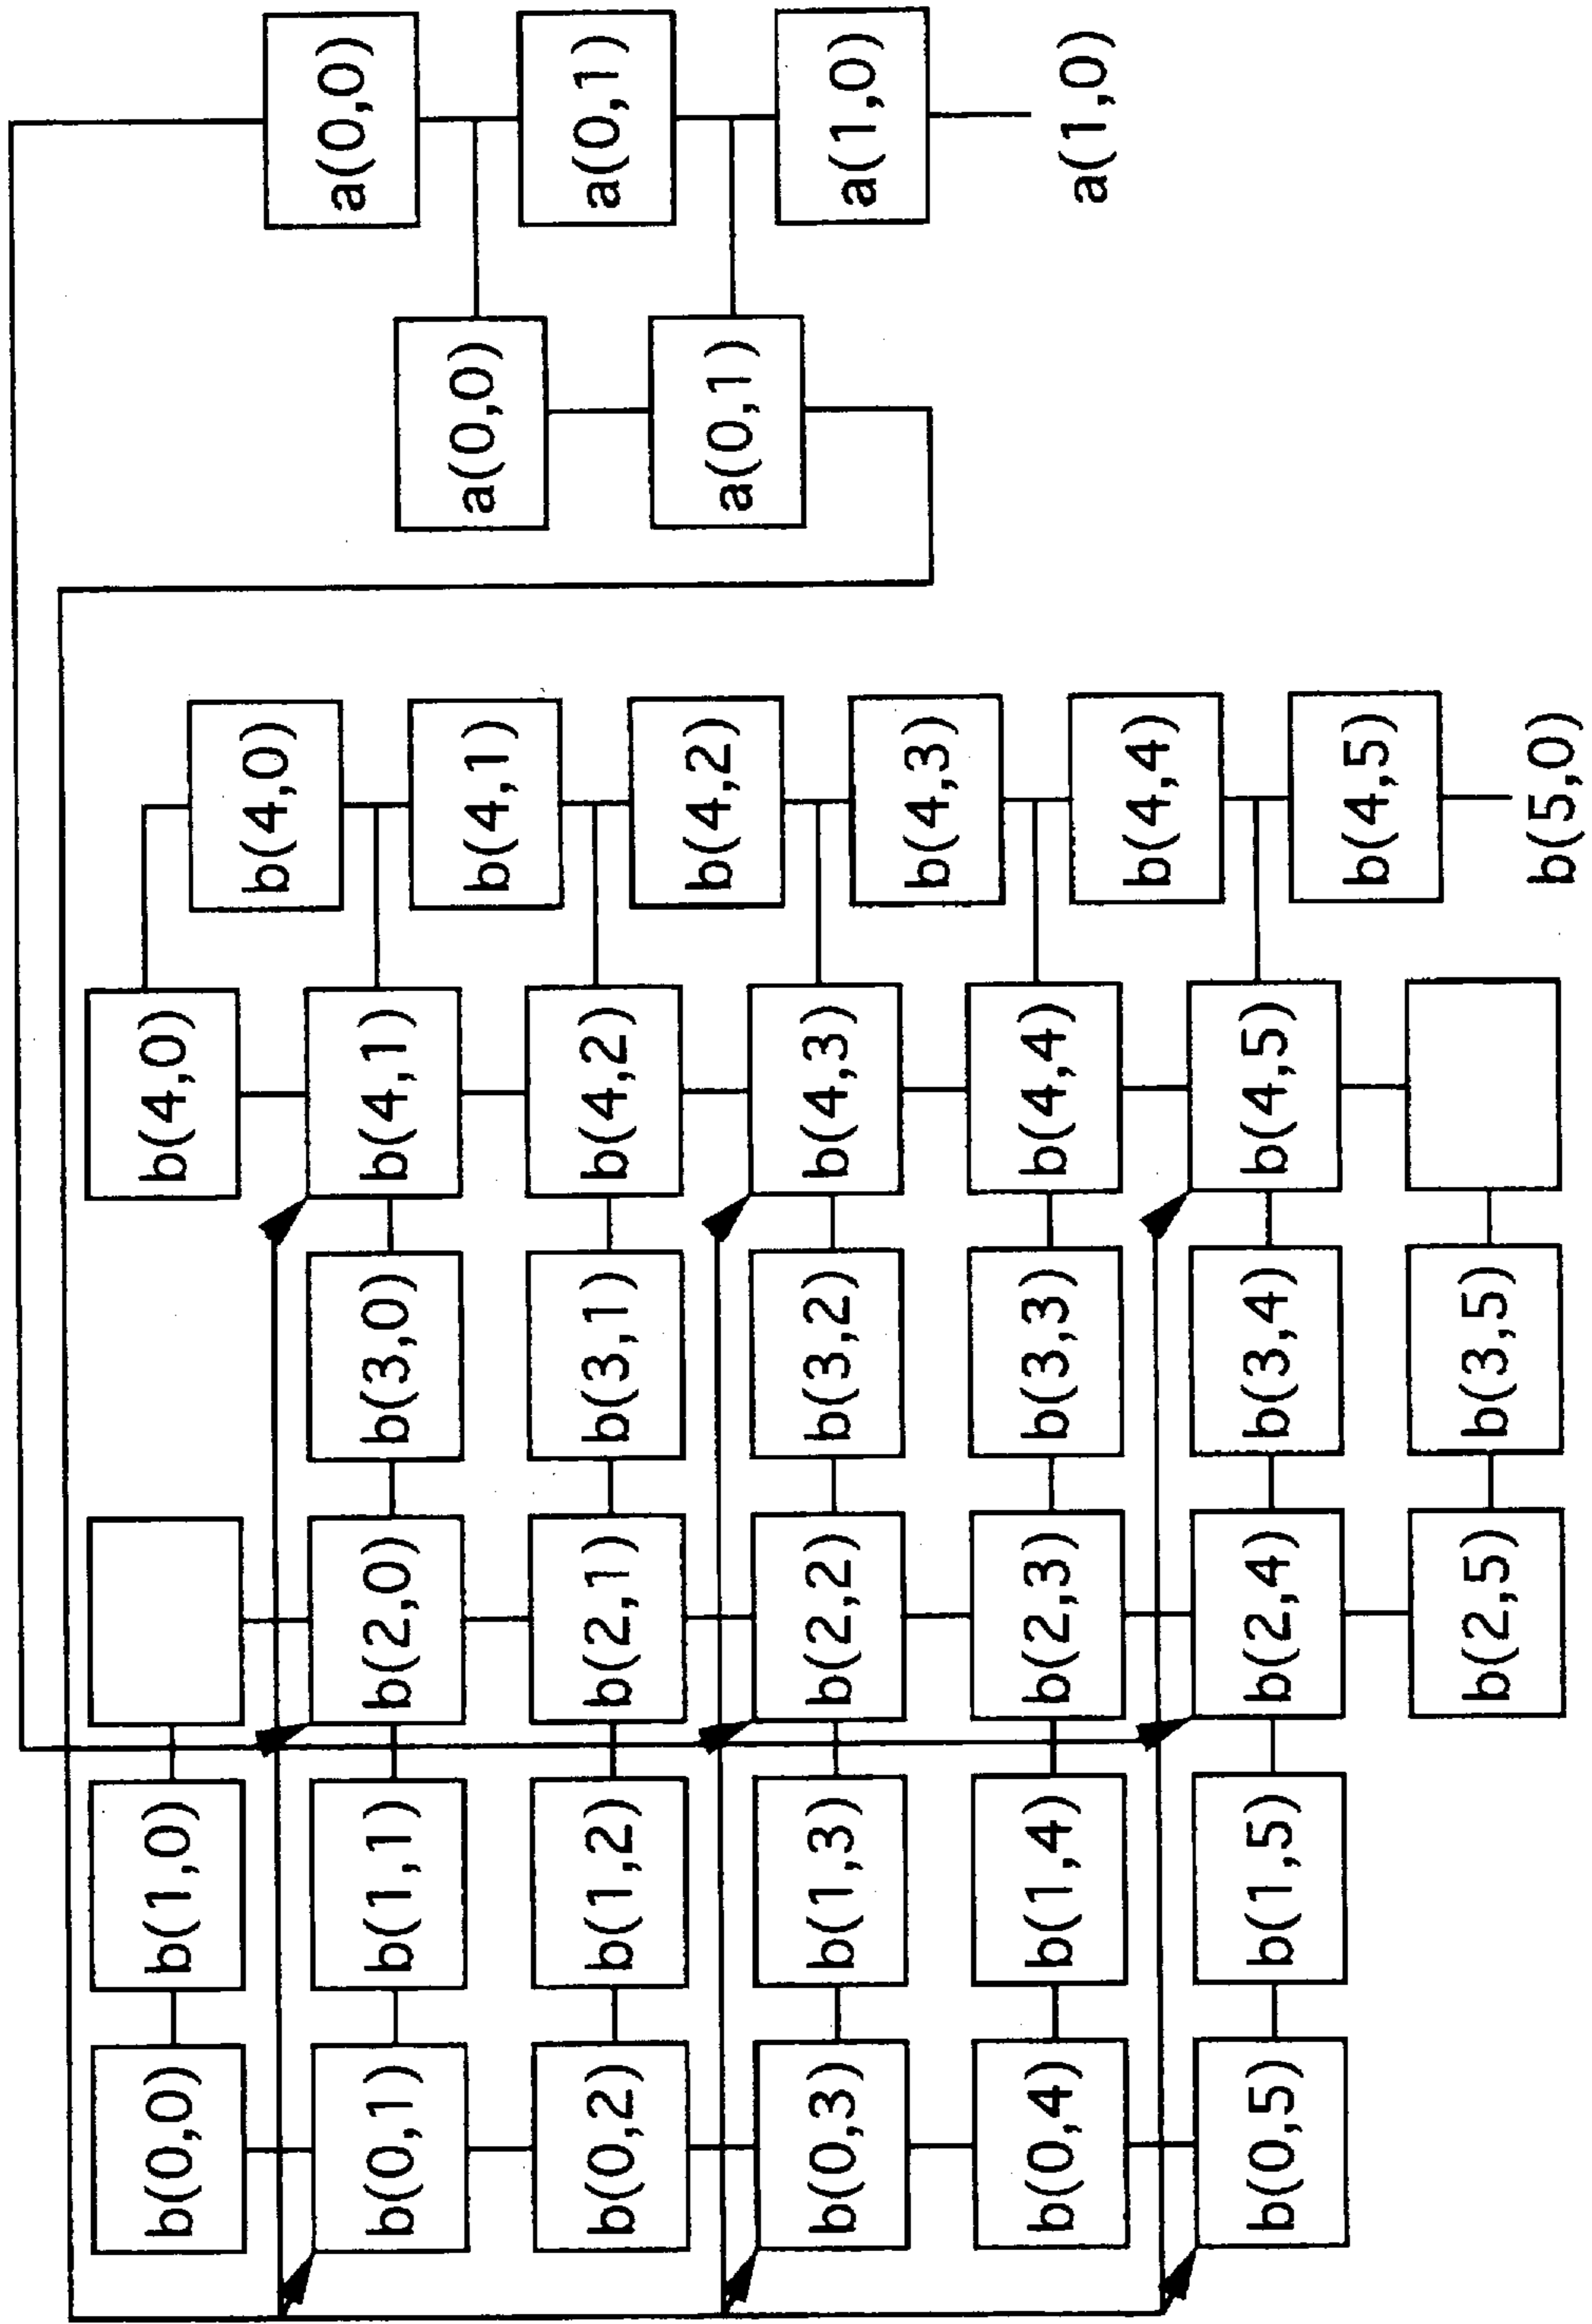 b(0,0) b(1,0) b(4,0)
b(4,0)
a(0,0)
b(0,1) b(1,1) b(2,0) b(3,0) b(4,1)
b(4,1) a(0,0)
b(0,2) b(1,2) b(2,1) b(3,1) b(4,2) a(0,1)
b(4,2) a(0,1)
b(0,3) b(1,3) b(2,2) b(3,2) b(4,3) a(1,0)
b(4,3)
b(0,4) b(1,4) b(2,3) b(3,3) b(4,4) a(1,0)
b(4,4)
b(0,5) b(1,5) b(2,4) b(3,4) b(4,5)
b(4,5)
b(2,5) b(3,5)
b(5,0)